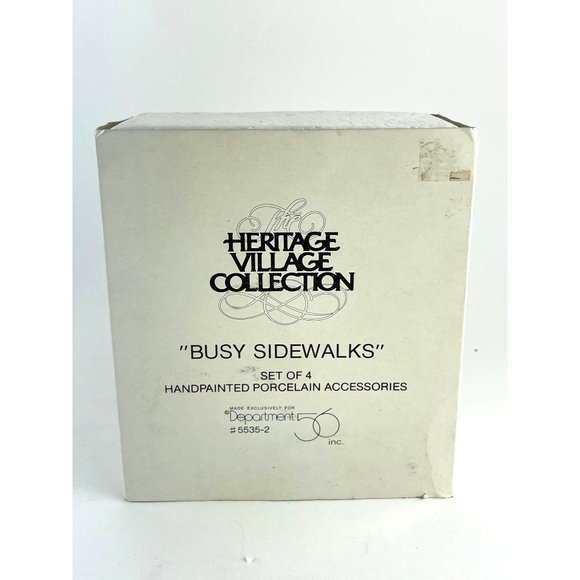 The
HERITAGE
VILLAGE
COLLECTION
"BUSY SIDEWALKS"
SET OF 4
HANDPAINTED PORCELAIN ACCESSORIES
MADE EXCLUSIVELY FOR
©Department 56
#5535-2 inc.